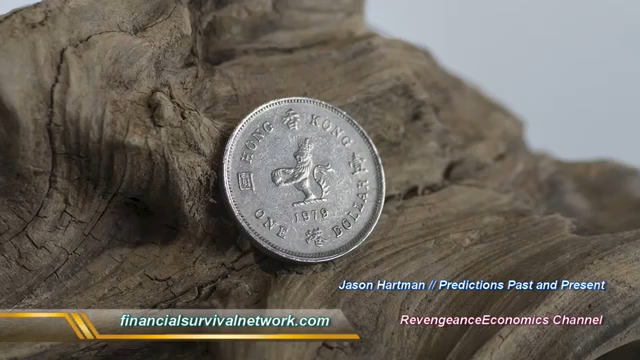 HONG 香 KONG
圓 壹
1979
ONE 港 DOLLAR
Jason Hartman // Predictions Past and Present
financialsurvivalnetwork.com
RevengeanceEconomics Channel